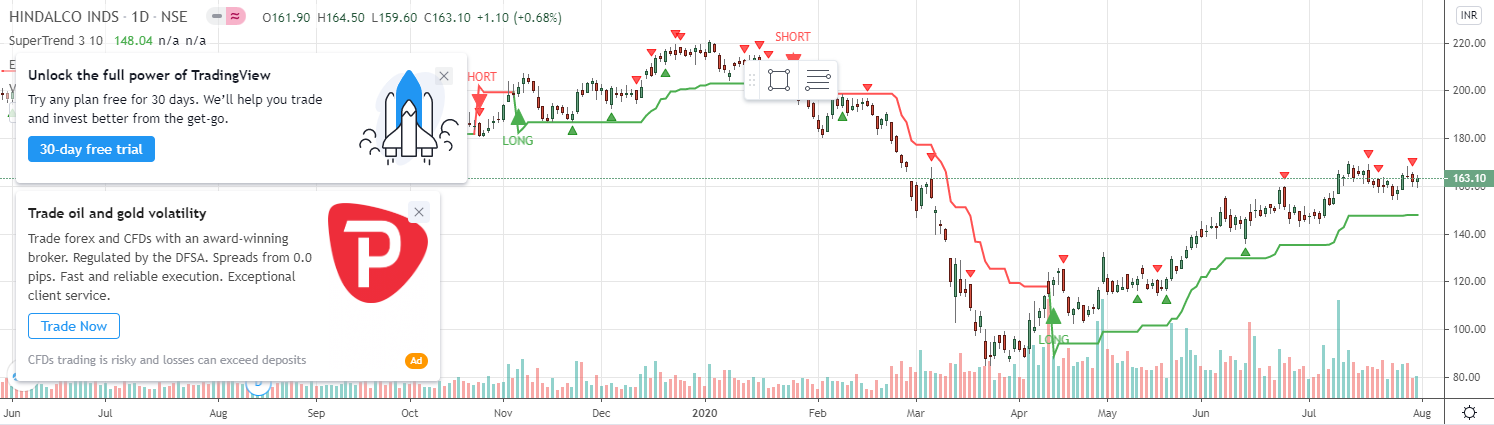 HINDALCO INDS · 1D · NSE O161.90 H164.50 L159.60 C163.10 +1.10 (+0.68%)
INR
SuperTrend 3 10 148.04 n/a n/a
SHORT
220.00
E
Unlock the full power of TradingView
SHORT
Try any plan free for 30 days. We'll help you trade
and invest better from the get-go.
200.00
30-day free trial
LONG
180.00
163.10
160.00
Trade oil and gold volatility
Trade forex and CFDs with an award-winning
broker. Regulated by the DFSA. Spreads from 0.0
pips. Fast and reliable execution. Exceptional
client service.
P
140.00
120.00
Trade Now
LONG
100.00
CFDs trading is risky and losses can exceed deposits
Ad
80.00
Jun Jul Aug Sep Oct Nov Dec 2020 Feb Mar Apr May Jun Jul Aug